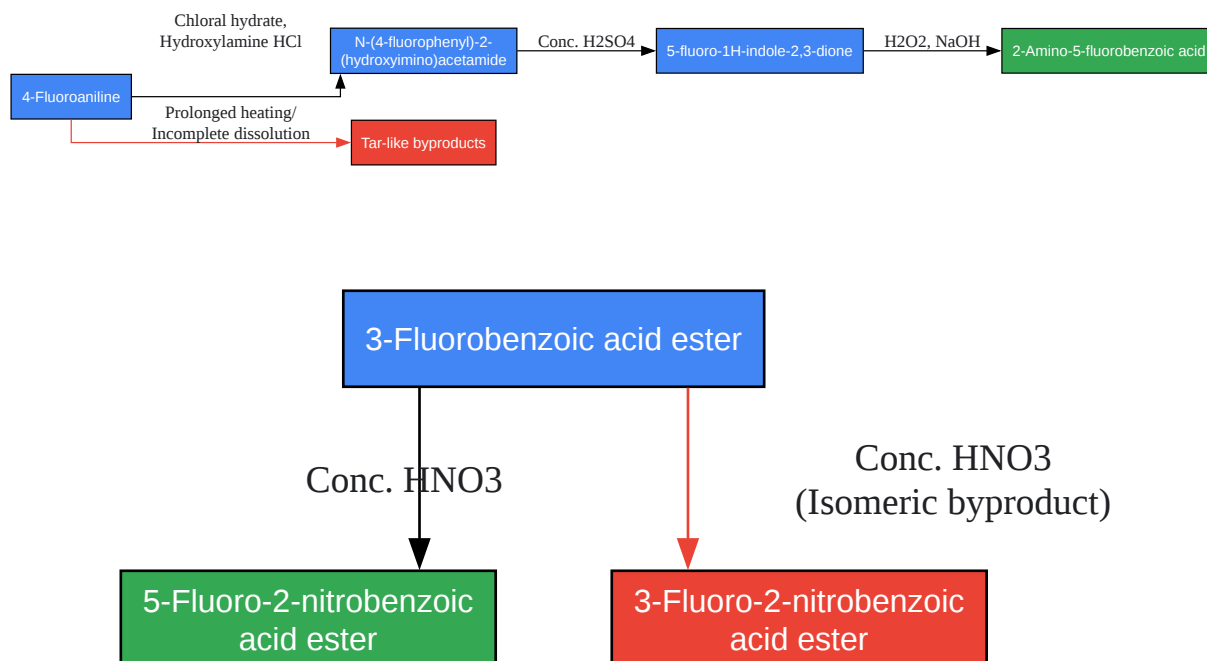 Chloral hydrate,
Hydroxylamine HCl
N-(4-fluorophenyl)-2-
(hydroxyimino)acetamide
Conc. H2SO4
5-fluoro-1H-indole-2,3-dione
H2O2, NaOH
2-Amino-5-fluorobenzoic acid
4-Fluoroaniline
Prolonged heating/
Incomplete dissolution
Tar-like byproducts
3-Fluorobenzoic acid ester
Conc. HNO3
Conc. HNO3
(Isomeric byproduct)
5-Fluoro-2-nitrobenzoic
acid ester
3-Fluoro-2-nitrobenzoic
acid ester